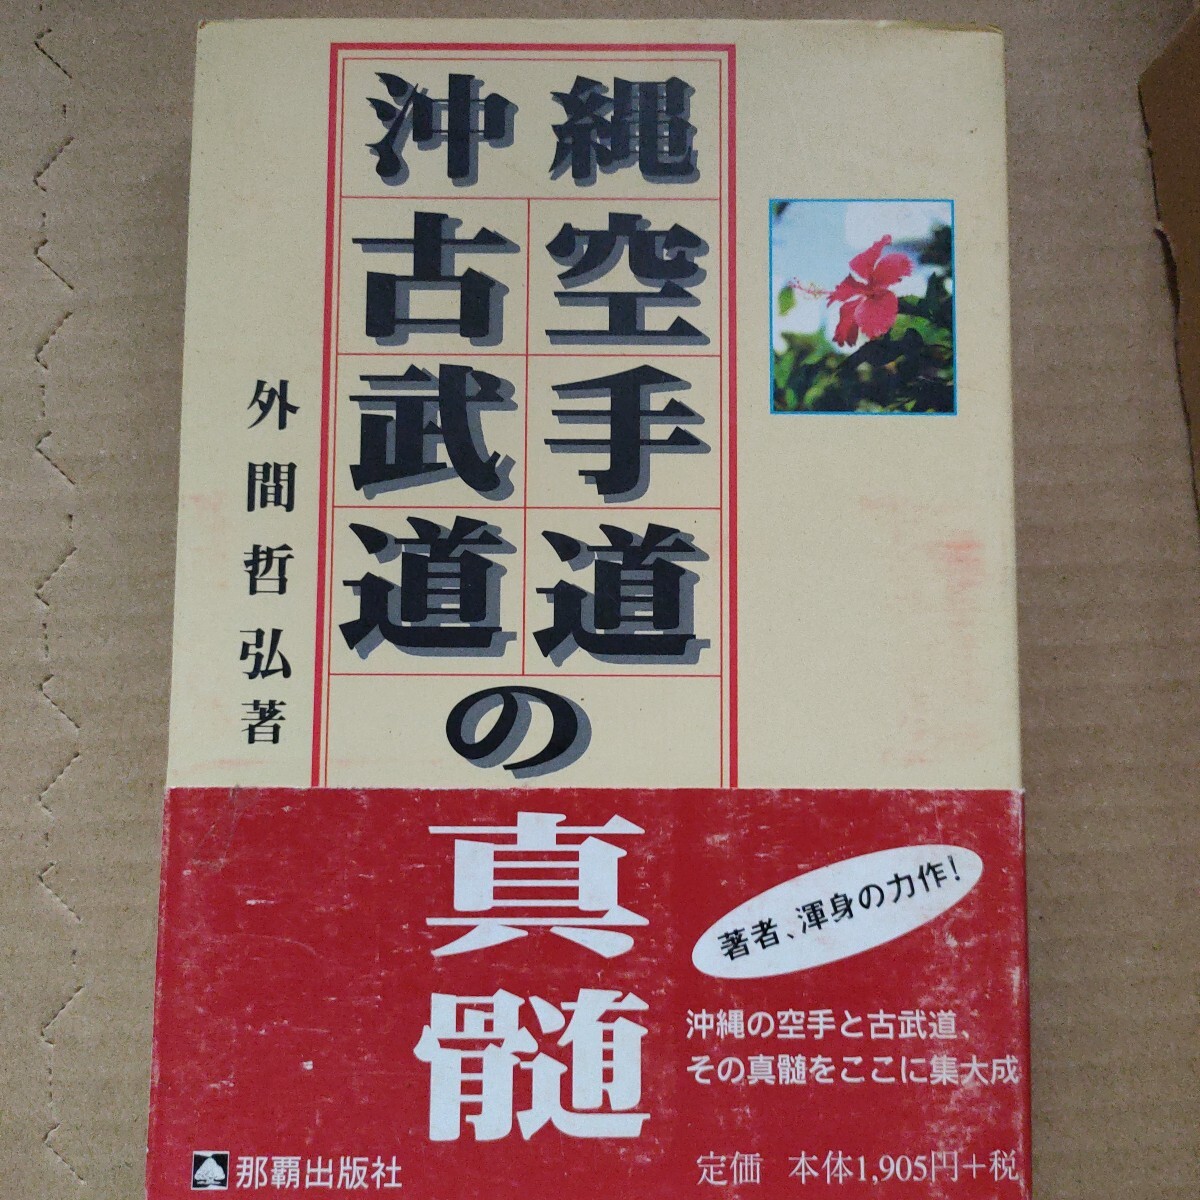 沖縄
空手道
古武道
の
真髄
外間哲弘著
著者、渾身の力作!
沖縄の空手と古武道、
その真髄をここに集大成
那覇出版社
定価 本体1,905円+税